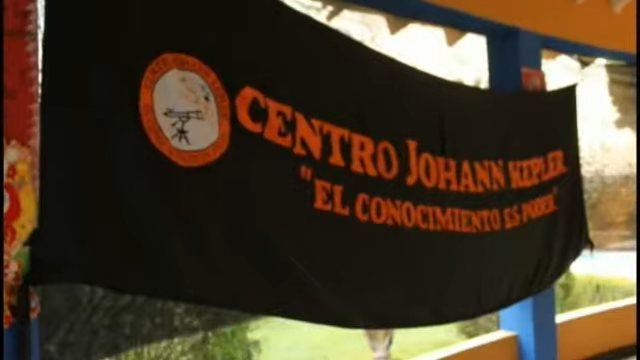 CENTRO JOHANN KEPLER
"EL CONOCIMIENTO ES PODER"